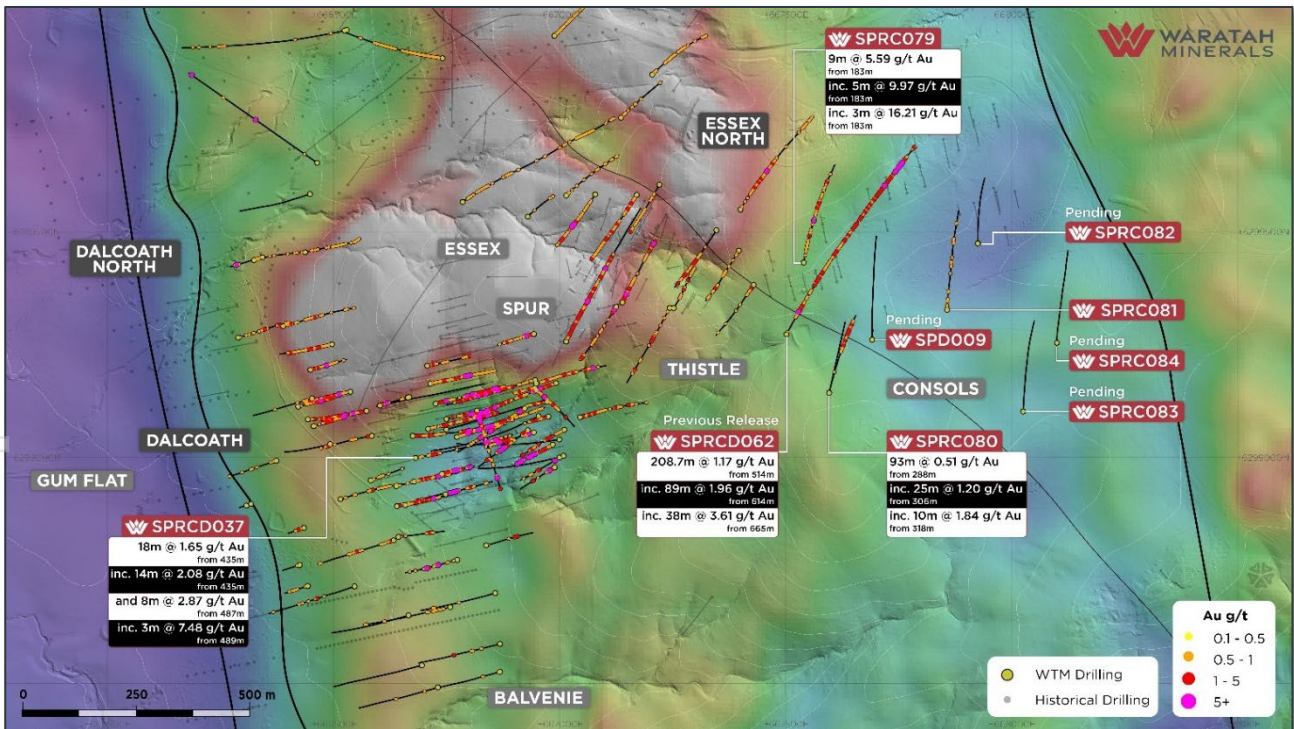 WARATAH
MINERALS
SPRC079
9m @ 5.59 g/t Au
from 183m
inc. 5m @ 9.97 g/t Au
from 183m
inc. 3m @ 16.21 g/t Au
from 183m
ESSEX
NORTH
DALCOATH
NORTH
ESSEX
SPUR
Pending
SPRC082
SPRC081
Pending
SPD009
Pending
SPRC084
THISTLE
CONSOLS
Pending
SPRC083
DALCOATH
GUM FLAT
Previous Release
SPRCD062
208.7m @ 1.17 g/t Au
from 514m
inc. 89m @ 1.96 g/t Au
from 614m
inc. 38m @ 3.61 g/t Au
from 665m
SPRC080
93m @ 0.51 g/t Au
from 288m
inc. 25m @ 1.20 g/t Au
from 306m
inc. 10m @ 1.84 g/t Au
from 318m
SPRCD037
18m @ 1.65 g/t Au
from 435m
inc. 14m @ 2.08 g/t Au
from 435m
and 8m @ 2.87 g/t Au
from 487m
inc. 3m @ 7.48 g/t Au
from 489m
BALVENIE
0 250 500 m
WTM Drilling
Historical Drilling
Au g/t
0.1 - 0.5
0.5 - 1
1 - 5
5+